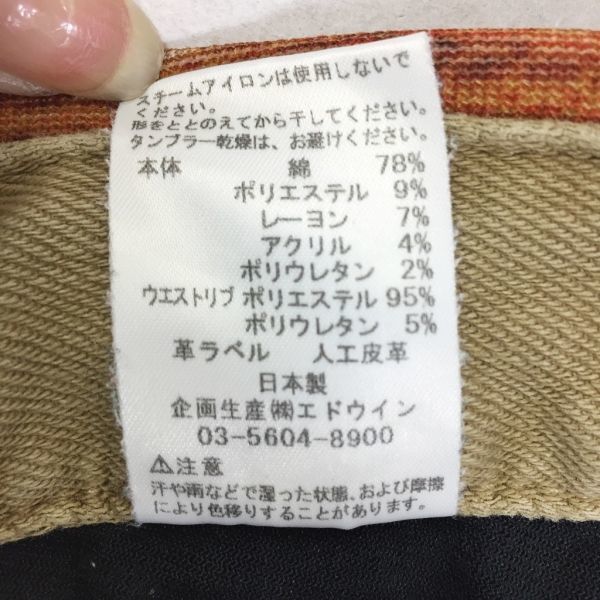 スチームアイロンは使用しないで
ください。
形をととのえてから干してください。
タンブラー乾燥は、お避けください。
本体 綿 78%
ポリエステル 9%
レーヨン 7%
アクリル 4%
ポリウレタン 2%
ウエストリブ ポリエステル 95%
ポリウレタン 5%
革ラベル 人工皮革
日本製
企画生産㈱エドウイン
03-5604-8900
⚠注意
汗や雨などで湿った状態、および摩擦
により色移りすることがあります。